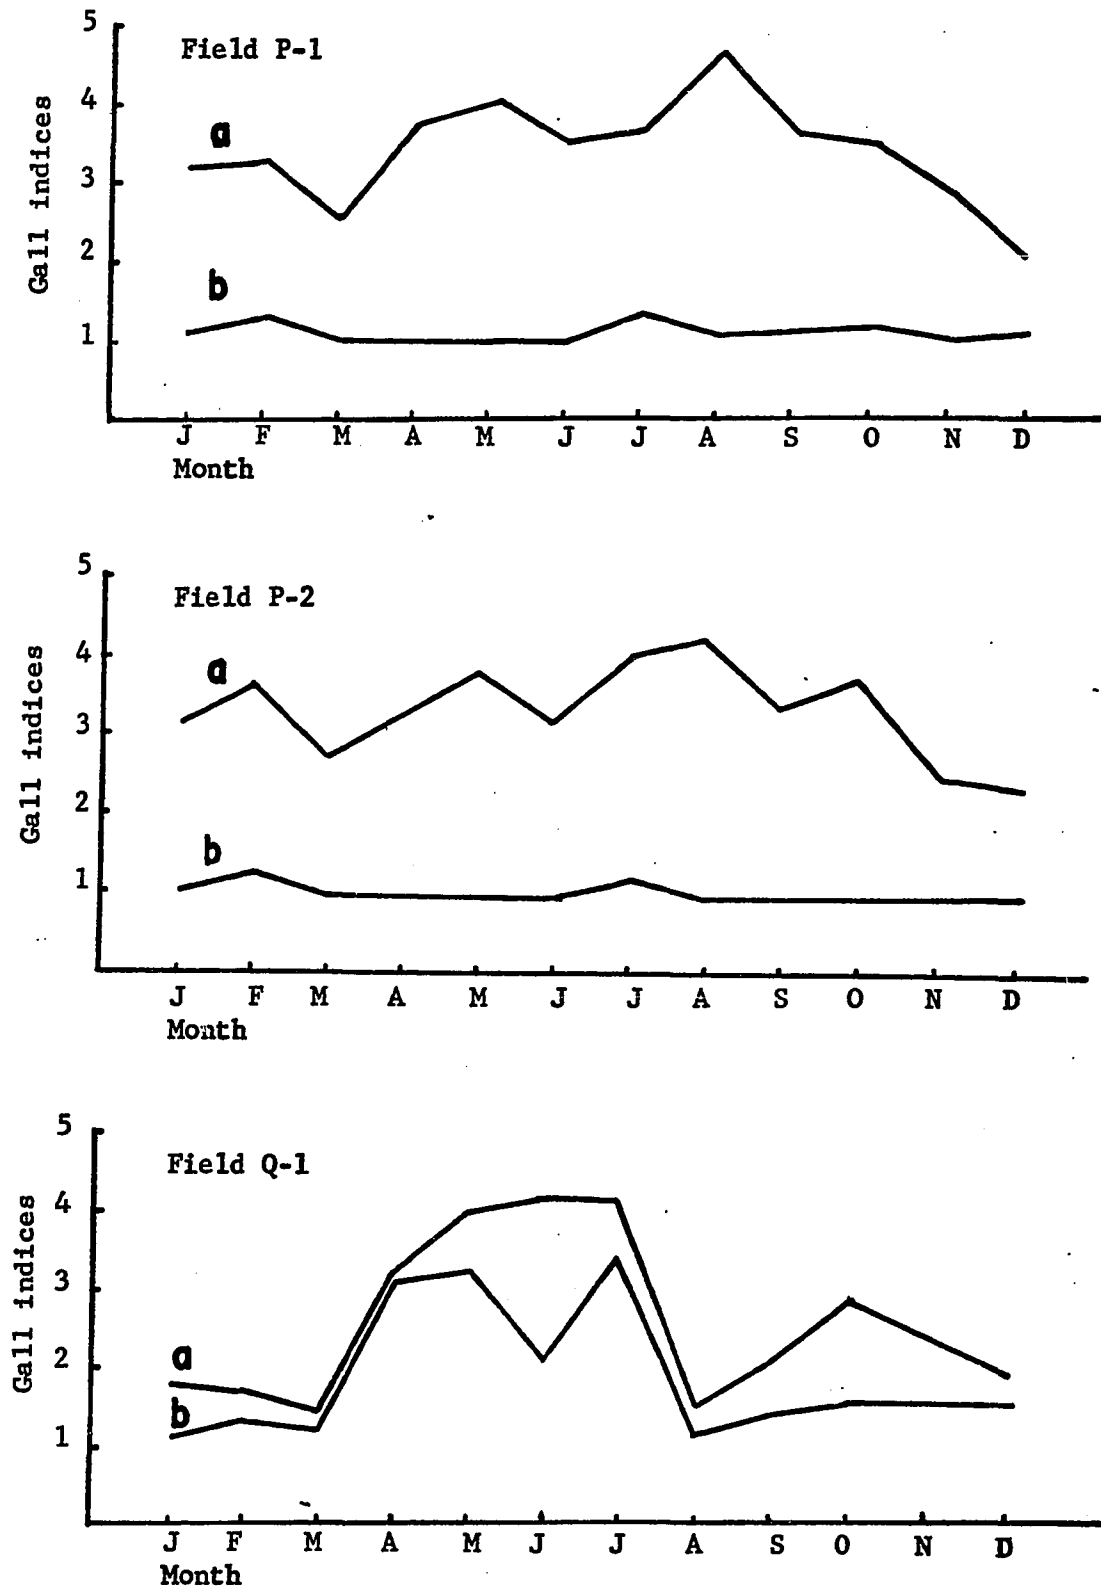 5
Field P-1
4
a
3
2
b
1
Gall indices
J F M A M J J A S O N D
Month
5
Field P-2
4
a
3
2
b
1
Gall indices
J F M A M J J A S O N D
Month
5
Field Q-1
4
3
2
a
b
1
Gall indices
J F M A M J J A S O N D
Month